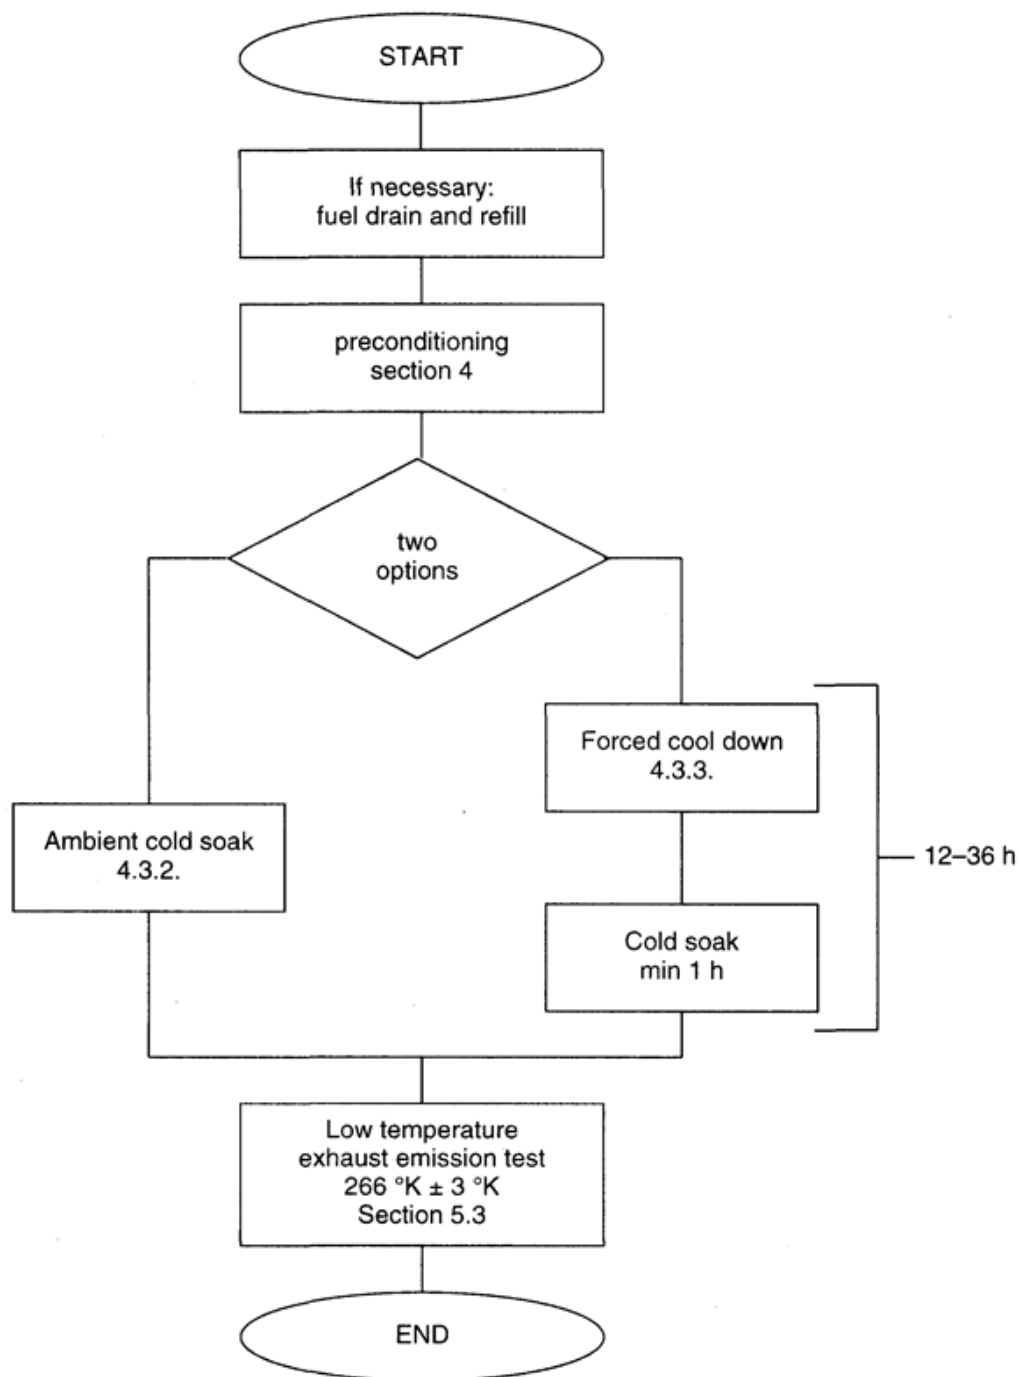 START
If necessary:
fuel drain and refill
preconditioning
section 4
two
options
Forced cool down
4.3.3.
Ambient cold soak
4.3.2.
12–36 h
Cold soak
min 1 h
Low temperature
exhaust emission test
266 °K ± 3 °K
Section 5.3
END